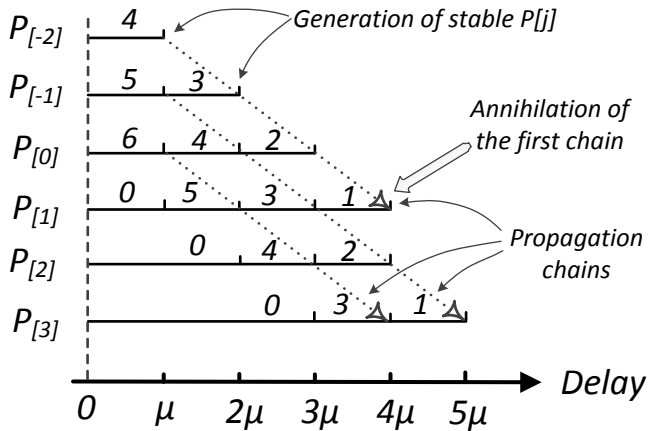 P[-2] 4 Generation of stable P[j]
P[-1] 5 3
Annihilation of
the first chain
P[0] 6 4 2
P[1] 0 5 3 1
Propagation
chains
P[2] 0 4 2
P[3] 0 3 1
0 μ 2μ 3μ 4μ 5μ Delay